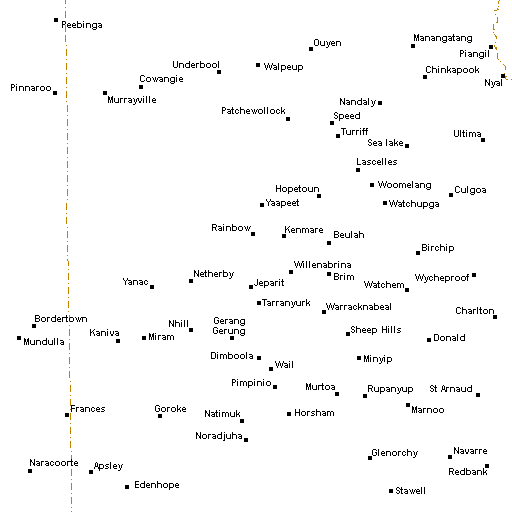 Peebinga
Ouyen
Manangatang
Piangil
Underbool
Walpeup
Chinkapook
Nyal
Cowangie
Pinnaroo
Murrayville
Nandaly
Patchewollock
Speed
Turriff
Ultima
Sea lake
Lascelles
Woomelang
Hopetoun
Culgoa
Yaapeet
Watchupga
Rainbow
Kenmare
Beulah
Birchip
Willenabrina
Netherby
Brim
Wycheproof
Yanac
Jeparit
Watchem
Tarranyurk
Warracknabeal
Charlton
Bordertown
Nhill
Gerang
Gerung
Kaniva
Miram
Sheep Hills
Donald
Mundulla
Dimboola
Minyip
Wail
Pimpinio
Murtoa
Rupanyup
St Arnaud
Frances
Goroke
Natimuk
Horsham
Marnoo
Noradjuha
Glenorchy
Navarre
Naracoorte
Apsley
Redbank
Edenhope
Stawell